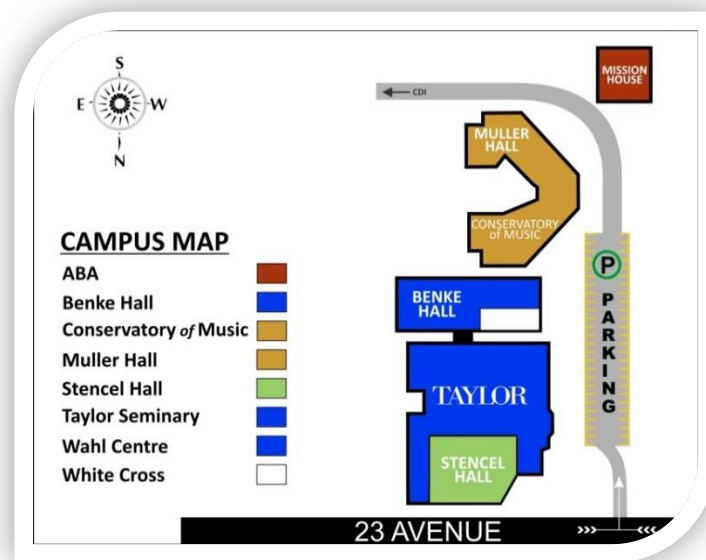 S
E W
N
MISSION
HOUSE
CDI
MULLER
HALL
CONSERVATORY
of MUSIC
CAMPUS MAP
ABA
Benke Hall
Conservatory of Music
Muller Hall
Stencel Hall
Taylor Seminary
Wahl Centre
White Cross
P
PARKING
BENKE
HALL
TAYLOR
STENCEL
HALL
23 AVENUE